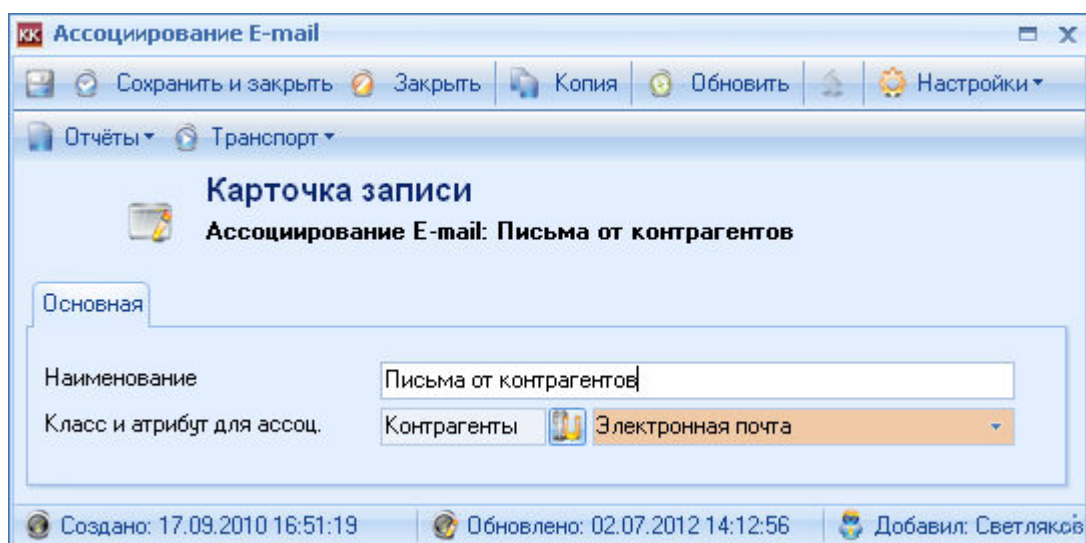 КК Ассоциирование E-mail
Сохранить и закрыть Закрыть Копия Обновить Настройки
Отчёты Транспорт
Карточка записи
Ассоциирование E-mail: Письма от контрагентов
Основная
Наименование Письма от контрагентов
Класс и атрибут для ассоц. Контрагенты Электронная почта
Создано: 17.09.2010 16:51:19 Обновлено: 02.07.2012 14:12:56 Добавил: Светляков